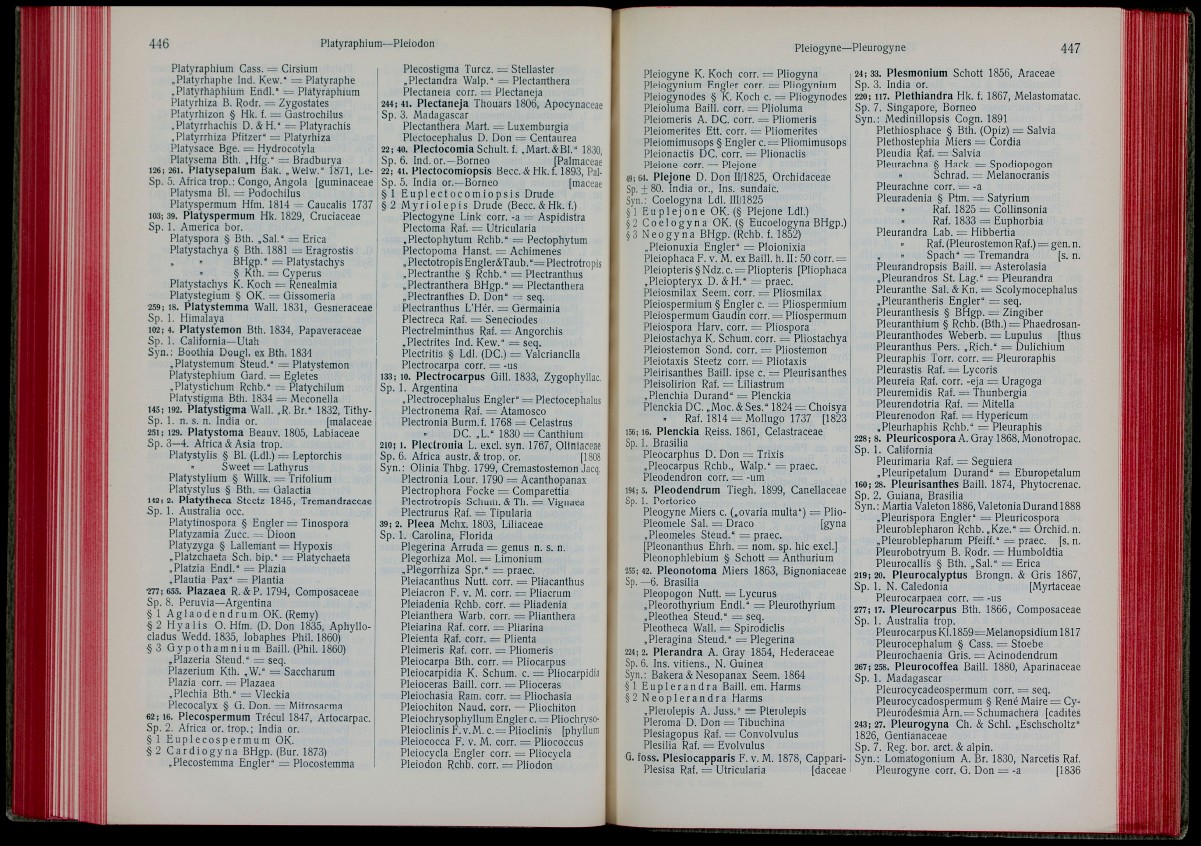 446
Platyraphium—Pleiodon
Platyraphium Cass. = Cirsium
„Platyrhaphe Ind. Kew.“ = Platyraphe
„Platyrhaphium Endl.“ = Platyraphium
Platyrhiza B. Rodr. = Zygostates
Platyrhizon § Hk. f. = Gastrochilus
„Platyrrhachis D. & H.“ = Platyrachis
„Platyrrhiza Pfitzer“ = Platyrhiza
Platysace Bge. = Hydrocotyla
Platysema Bth. „Hfg.“ = Bradburya
126; 261. Platysepalum Bak. „Welw.“ 1871, Le-
Sp. 5. Africa trop.: Congo, Angola [guminaceae
Platysma Bl. = Podochilus
Platyspermum Hfm. 1814 = Caucalis 1737
103; 39. Platyspermum Hk. 1829, Cruciaceae
Sp. 1. America bor.
Platyspora § Bth. „Sal.“ = Erica
Platystachya § Bth. 1881 = Eragrostis
„ „ BHgp.“ = Platystachys
„ § Kth. = Cyperus
Platystachys K. Koch = Renealmia
Platystegium § OK. = Gissomeria
259; 18. Platystemma Wall. 1831, Gesneraceae
Sp. 1. Himalaya
102; 4. Platystemon Bth. 1834, Papaveraceae
Sp. 1. California—Utah
Syn.: Boothia Dougl. ex Bth. 1834
„Platystemum Steud.“ = Platystemon
Platystephium Gard. = Egletes
„Platystichum Rchb.“ = Platychilum
Platystigma Bth. 1834 = Meconella
145; 192. Platystigma Wall. „R. Br.“ 1832, Tithy-
Sp. 1. n. s. n. India or. [malaceae
251; 129. Platystoma Beauv. 1805, Labiaceae
Sp. 3—4. Africa & Asia trop.
Platystylis § Bl. (Ldl.) = Leptorchis
„ Sweet = Lathyrus
Platystylium § Willk. = Trifolium
Platystylus § Bth. = Galactia
142; 2. Platytheca Steetz 1845, Tremandraceae
Sp. 1. Australia occ.
Platytinospora § Engler = Tinospora
Platyzamia Zucc. = Dioon
Platyzyga § Lallemant = Hypoxis
„Platzchaeta Sch. bip.“ = Platychaeta
„Platzia Endl.“ = Plazia
„Plautia Pax“ = Plantia
277; 655. Plazaea R. & P. 1794, Composaceae
Sp. 8. Peruvia—Argentina
§ 1 Aglaodendrum OK. (Remy)
§ 2 Hyalis O. Hfm. (D. Don 1835, Aphyllo-
cladus Wedd. 1835, Iobaphes Phil. 1860)
§ 3 Gypothamnium Baill. (Phil. 1860)
„Plazeria Steud.“ = seq.
Plazerium Kth. „W.“ = Saccharum
Plazia corr. = Plazaea
„Plechia Bth.“ = Vleckia
Plecocalyx § G. Don. = Mitrosacma
62; 16. Plecospermum Trécul 1847, Artocarpac.
Sp. 2. Africa or. trop.; India or.
§ 1 Euplecospermum OK.
§ 2 Cardiogyna BHgp. (Bur. 1873)
„Plecostemma Engler“ = Plocostemma
Plecostigma Turcz. = Stellaster
„Plectandra Walp.“ = Plectanthera
Plectaneia corr. = Plectaneja
244; 41. Plectaneja Thouars 1806, Apocynaceae
Sp. 3. Madagascar
Plectanthera Mart. = Luxemburgia
Plectocephalus D. Don = Centaurea
22; 40. Plectocomia Schult. f. „Mart. & Bl.“ 1830,
Sp. 6. Ind. or.—Borneo [Palmaceae
22; 41. Plectocomiopsis Becc. & Hk. f. 1893, Pal-
Sp. 5. India or.—Borneo [maceae
§ 1 Euplectocomiopsis Drude
§ 2 Myriolepis Drude (Becc. & Hk. f.)
Plectogyne Link corr. -a = Aspidistra
Plectoma Raf. = Utricularia
„Plectophytum Rchb.“ = Pectophytum
Plectopoma Hanst. = Achimenes
„Plectotropis Engler & Taub.“ = Plectrotropis
„Plectranthe § Rchb.“ = Plectranthus
„Plectranthera BHgp.“ = Plectanthera
„Plectranthes D. Don“ = seq.
Plectranthus L'Hér. = Germainia
Plectreca Raf. = Seneciodes
Plectrelminthus Raf. = Angorchis
„Plectrites Ind. Kew.“ = seq.
Plectritis § Ldl. (DC.) = Valerianella
Plectrocarpa corr. = -us
133; 10. Plectrocarpus Gill. 1833, Zygophyllac.
Sp. 1. Argentina
„Plectrocephalus Engler“ = Plectocephalus
Plectronema Raf. = Atamosco
Plectronia Burm. f. 1768 = Celastrus
„ DC. „L.“ 1830 = Canthium
210; 1. Plectronia L. excl. syn. 1767, Oliniaceae
Sp. 6. Africa austr. & trop. or. [1808
Syn.: Olinia Thbg. 1799, Cremastostemon Jacq.
Plectronia Lour. 1790 = Acanthopanax
Plectrophora Focke = Comparettia
Plectrotropis Schum. & Th. = Vignaea
Plectrurus Raf. = Tipularia
39; 2. Pleea Mchx. 1803, Liliaceae
Sp. 1. Carolina, Florida
Plegerina Arruda = genus n. s. n.
Plegorhiza Mol. = Limonium
„Plegorrhiza Spr.“ = praec.
Pleiacanthus Nutt. corr. = Pliacanthus
Pleiacron F. v. M. corr. = Pliacrum
Pleiadenia Rchb. corr. = Pliadenia
Pleianthera Warb. corr. = Plianthera
Pleiarina Raf. corr. = Pliarina
Pleienta Raf. corr. = Plienta
Pleimeris Raf. corr. = Pliomeris
Pleiocarpa Bth. corr. = Pliocarpus
Pleiocarpidia K. Schum. c. = Pliocarpidia
Pleioceras Baill. corr. = Plioceras
Pleiochasia Ram. corr. = Pliochasia
Pleiochiton Naud. corr. = Pliochiton
Pleiochrysophyllum Engler c. = Pliochryso-
Pleioclinis F. v. M. c. = Plioclinis [phyllum
Pleiococca F. v. M. corr. = Pliococcus
Pleiocycla Engler corr. = Pliocycla
Pleiodon Rchb. corr. = Pliodon
Pleiogyne—Pleurogyne
447
Pleiogyne K. Koch corr. = Pliogyna
Pleiogynium Engler corr. = Pliogynium
Pleiogynodes § K. Koch c. = Pliogynodes
Pleioluma Baill. corr. = Plioluma
Pleiomeris A. DC. corr. = Pliomeris
Pleiomerites Ett. corr. = Pliomerites
Pleiomimusops § Engler c. = Pliomimusops
Pleionactis DC. corr. = Plionactis
Pleione corr. = Plejone
49; 64. Plejone D. Don II/1825, Orchidaceae
Sp. ± 80. India or., Ins. sundaic.
Syn.: Coelogyna Ldl. III/1825
§ 1 Euplejone OK. (§ Plejone Ldl.)
§ 2 Coelogyna OK. (§ Eucoelogyna BHgp.)
§ 3 Neogyna BHgp. (Rchb. f. 1852)
„Pleionuxia Engler“ = Ploionixia
Pleiophaca F. v. M. ex Baill. h. II: 50 corr. =
Pleiopteris § Ndz. c. = Pliopteris [Pliophaca
„Pleiopteryx D. & H.“ = praec.
Pleiosmilax Seem. corr. = Pliosmilax
Pleiospermium § Engler c. = Pliospermium
Pleiospermum Gaudin corr. = Pliospermum
Pleiospora Harv. corr. = Pliospora
Pleiostachya K. Schum. corr. = Pliostachya
Pleiostemon Sond. corr. = Pliostemon
Pleiotaxis Steetz corr. = Pliotaxis
Pleirisanthes Baill. ipse c. = Pleurisanthes
Pleisolirion Raf. = Liliastrum
„Plenchia Durand“ = Plenckia
Plenckia DC. „Moc. & Ses.“ 1824 = Choisya
Raf. 1814 = Mollugo 1737 [1823
156; 16. Plenckia Reiss. 1861, Celastraceae
Sp. 1. Brasilia
Pleocarphus D. Don = Trixis
„Pleocarpus Rchb., Walp.“ = praec.
Pleodendron corr. = -um
194; 5. Pleodendrum Tiegh. 1899, Canellaceae
Sp. 1. Portorico
Pleogyne Miers c. („ovaria multa“) = Plio-
Pleomele Sal. = Draco [gyna
„Pleomeles Steud.“ = praec.
[Pleonanthus Ehrh. = nom. sp. hic excl.]
Pleonophlebium § Schott = Anthurium
255; 42. Pleonotoma Miers 1863, Bignoniaceae
Sp. —6. Brasilia
Pleopogon Nutt. = Lycurus
„Pleorothyrium Endl.“ = Pleurothyrium
„Pleothea Steud.“ = seq.
Pleotheca Wall. = Spirodiclis
„Pleragina Steud.“ = Plegerina
224; 2. Plerandra A. Gray 1854, Hederaceae
Sp. 6. Ins. vitiens., N. Guinea
Syn.: Bakera & Nesopanax Seem. 1864
§ 1 Euplerandra Baill. em. Harms
§ 2 Neoplerandra Harms
„Plerolepis A. Juss.“ = Pterolepis
Pleroma D. Don = Tibuchina
Plesiagopus Raf. = Convolvulus
Plesilia Raf. = Evolvulus
G. foss. Plesiocapparis F. v. M. 1878, Cappari-
Plesisa Raf. = Utricularia [daceae
24; 33. Plesmonium Schott 1856, Araceae
Sp. 3. India or.
220; 117. Plethiandra Hk. f. 1867, Melastomatac.
Sp. 7. Singapore, Borneo
Syn.: Medinillopsis Cogn. 1891
Plethiosphace § Bth. (Opiz) = Salvia
Plethostephia Miers = Cordia
Pleudia Raf. = Salvia
Pleurachna § Hack = Spodiopogon
„ Schrad. = Melanocranis
Pleurachne corr. = -a
Pleuradenia § Ptm. = Satyrium
„ Raf. 1825 = Collinsonia
„ Raf. 1833 = Euphorbia
Pleurandra Lab. = Hibbertia
„ Raf. (Pleurostemon Raf.) = gen. n.
„ Spach“ = Tremandra [s. n.
Pleurandropsis Baill. = Asterolasia
„Pleurandros St. Lag.“ = Pleurandra
Pleuranthe Sal. & Kn. = Scolymocephalus
„Pleurantheris Engler“ = seq.
Pleuranthesis § BHgp. = Zingiber
Pleuranthium § Rchb. (Bth.) = Phaedrosan-
Pleuranthodes Weberb. = Lupulus [thus
Pleuranthus Pers. „Rich.“ = Dulichium
Pleuraphis Torr. corr. = Pleuroraphis
Pleurastis Raf. = Lycoris
Pleureia Raf. corr. -eja = Uragoga
Pleuremidis Raf. = Thunbergia
Pleurendotria Raf. = Mitella
Pleurenodon Raf. = Hypericum
„Pleurhaphis Rchb.“ = Pleuraphis
228; 8. Pleuricospora A. Gray 1868, Monotropac.
Sp. 1. California
Pleurimaria Raf. = Seguiera
„Pleuripetalum Durand“ = Eburopetalum
160; 28. Pleurisanthes Baill. 1874, Phytocrenac.
Sp. 2. Guiana, Brasilia
Syn.: Martia Valeton 1886, Valetonia Durand 1888
„Pleurispora Engler“ = Pleuricospora
Pleuroblepharon Rchb. „Kze.“ = Orchid. n.
„Pleuroblepharum Pfeiff.“ = praec. [s. n.
Pleurobotryum B. Rodr. = Humboldtia
Pleurocallis § Bth. „Sal.“ = Erica
219; 20. Pleurocalyptus Brongn. & Gris 1867,
Sp. 1. N. Caledonia [Myrtaceae
Pleurocarpaea corr. = -us
277; 17. Pleurocarpus Bth. 1866, Composaceae
Sp. 1. Australia trop.
Pleurocarpus Kl. 1859 = Melanopsidium 1817
Pleurocephalum § Cass. = Stoebe
Pleurochaenia Gris. = Acinodendrum
267; 258. Pleurocoffea Baill. 1880, Aparinaceae
Sp. 1. Madagascar
Pleurocycadeospermum corr. = seq.
Pleurocycadospermum § René Maire = Cy-
Pleurodesmia Arn. = Schumachera [cadites
243; 27. Pleurogyna Ch. & Schl. „Eschscholtz“
1826, Gentianaceae
Sp. 7. Reg. bor. arct. & alpin.
Syn.: Lomatogonium A. Br. 1830, Narcetis Raf.
Pleurogyne corr. G. Don = -a [1836